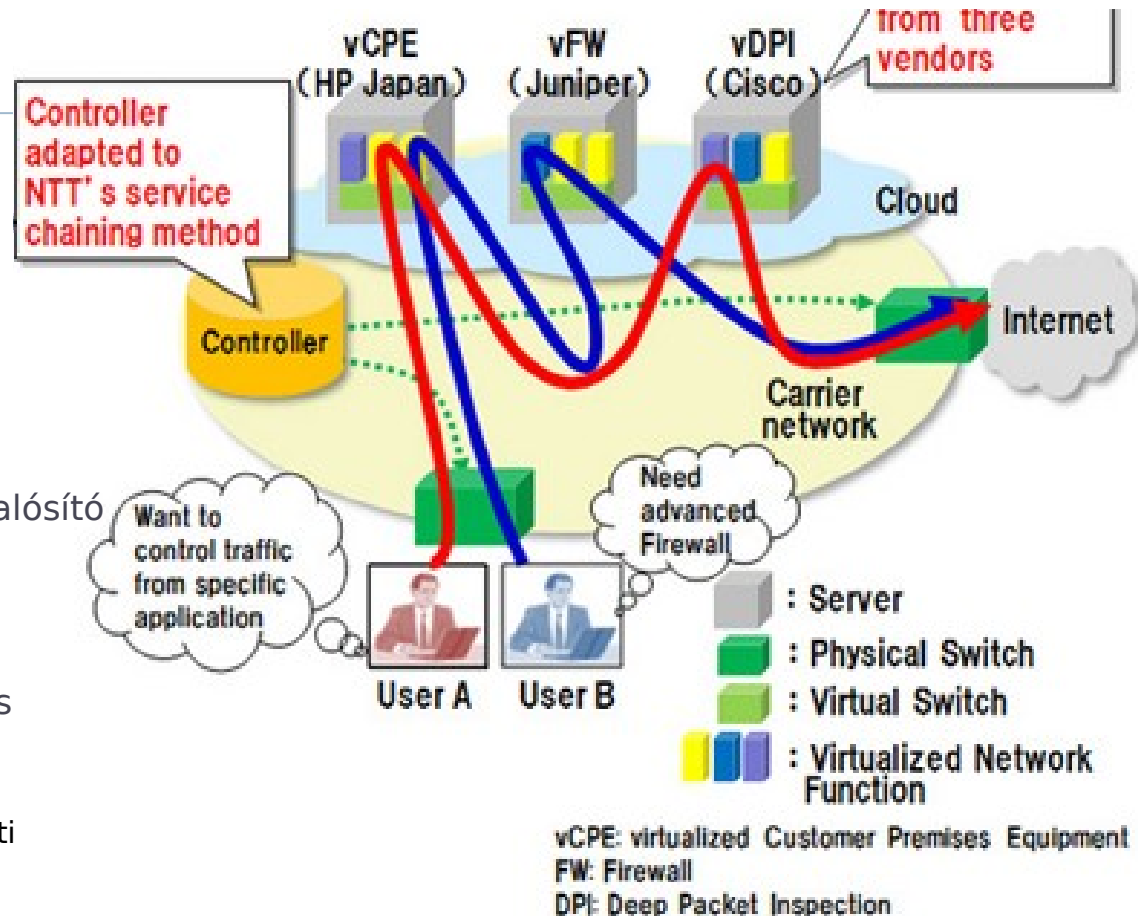 from three
vendors
vCPE
(HP Japan)
vFW
(Juniper)
vDPI
(Cisco)
Controller
adapted to
NTT's service
chaining method
Cloud
Controller
Internet
Carrier
network
alósító
Want to
control traffic
from specific
application
Need
advanced
Firewall
User A
User B
: Server
: Physical Switch
: Virtual Switch
: Virtualized Network
Function
s
ti
vCPE: virtualized Customer Premises Equipment
FW: Firewall
DPI: Deep Packet Inspection